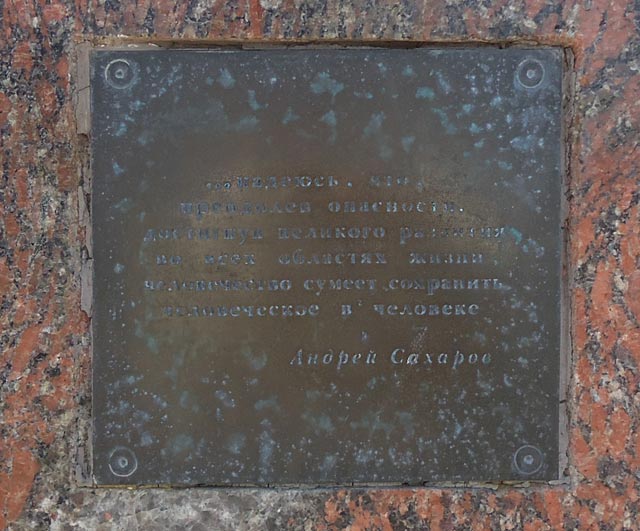 ...надеюсь, что,
преодолев опасности,
достигнув великого развития
во всех областях жизни,
человечество сумеет сохранить
человеческое в человеке
Андрей Сахаров